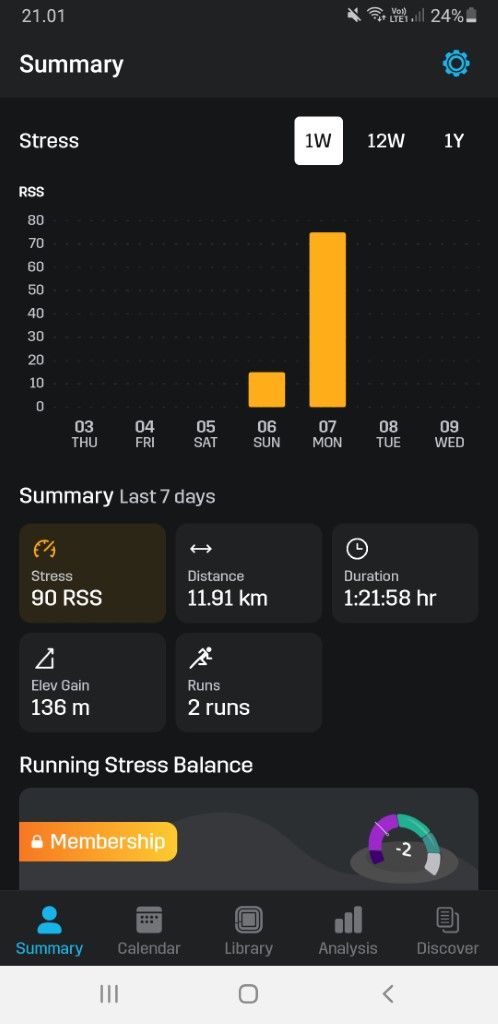 21.01
Vo))
LTE1
24%
Summary
Stress
1W
12W
1Y
RSS
80
70
60
50
40
30
20
10
0
03 04 05 06 07 08 09
THU FRI SAT SUN MON TUE WED
Summary Last 7 days
Stress
90 RSS
Distance
11.91 km
Duration
1:21:58 hr
Elev Gain
136 m
Runs
2 runs
Running Stress Balance
Membership
-2
Summary Calendar Library Analysis Discover